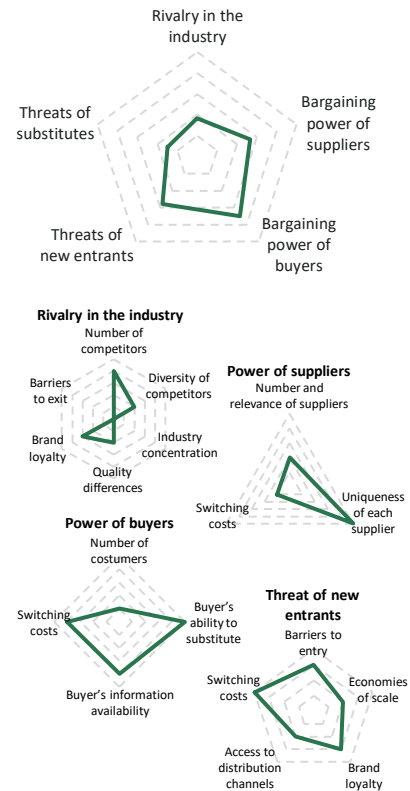 Rivalry in the
industry
Threats of
substitutes
Bargaining
power of
suppliers
Threats of
new entrants
Bargaining
power of
buyers
Rivalry in the industry
Number of
competitors
Barriers
to exit
Diversity of
competitors
Brand
loyalty
Industry
concentration
Quality
differences
Power of suppliers
Number and
relevance of suppliers
Switching
costs
Uniqueness
of each
supplier
Power of buyers
Number of
costumers
Switching
costs
Buyer's
ability to
substitute
Buyer's information
availability
Threat of new
entrants
Barriers to
entry
Switching
costs
Economies
of scale
Access to
distribution
channels
Brand
loyalty